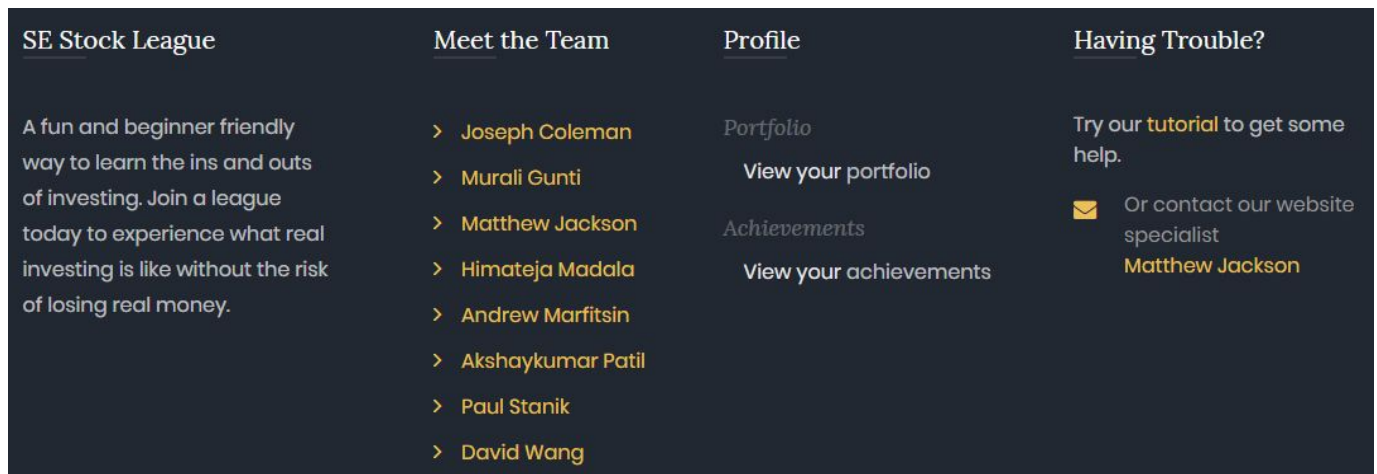 SE Stock League
A fun and beginner friendly
way to learn the ins and outs
of investing. Join a league
today to experience what real
investing is like without the risk
of losing real money.
Meet the Team
Joseph Coleman
Murali Gunti
Matthew Jackson
Himateja Madala
Andrew Marfitsin
Akshaykumar Patil
Paul Stanik
David Wang
Profile
Portfolio
View your portfolio
Achievements
View your achievements
Having Trouble?
Try our tutorial to get some
help.
Or contact our website
specialist
Matthew Jackson